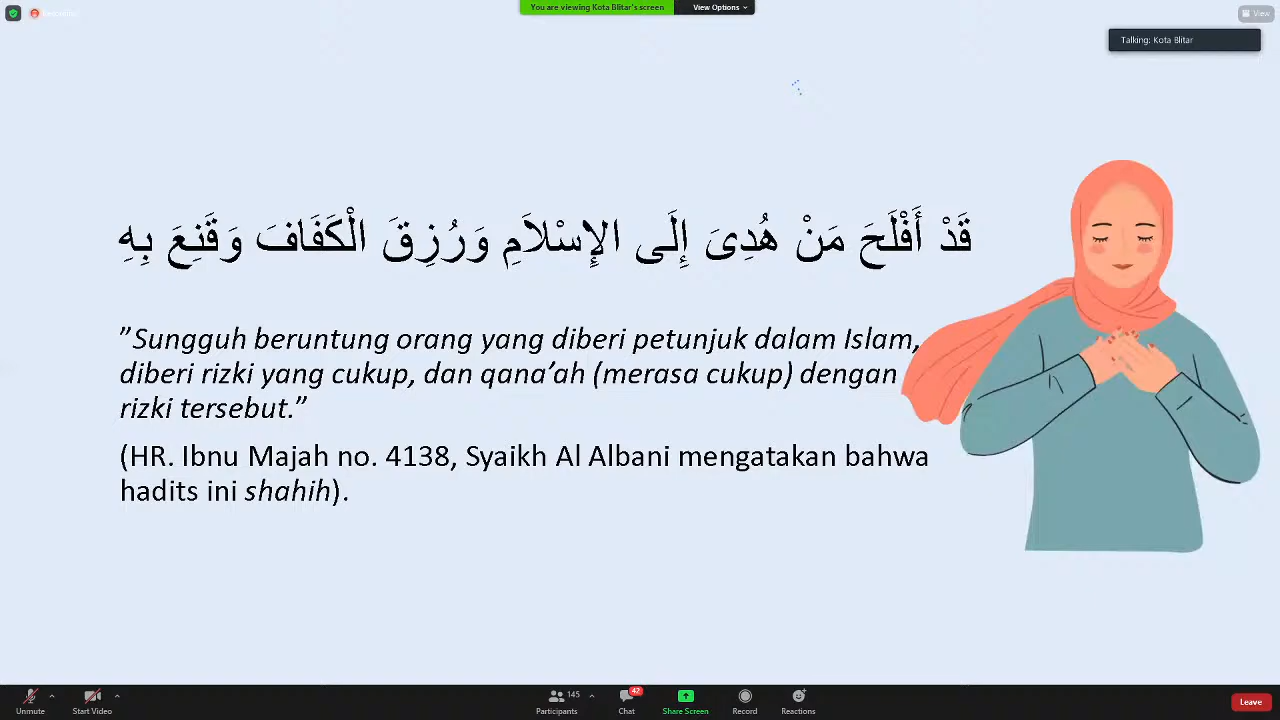 You are viewing Kota Blitar's screen
View Options
View
Talking: Kota Blitar
قَدْ أَفْلَحَ مَنْ هُدِىَ إِلَى الإِسْلاَمِ وَرُزِقَ الْكَفَافَ وَقَنِعَ بِهِ
”Sungguh beruntung orang yang diberi petunjuk dalam Islam,
diberi rizki yang cukup, dan qana’ah (merasa cukup) dengan
rizki tersebut.”
(HR. Ibnu Majah no. 4138, Syaikh Al Albani mengatakan bahwa
hadits ini shahih).
Unmute
Start Video
145
Participants
42
Chat
Share Screen
Record
Reactions
Leave